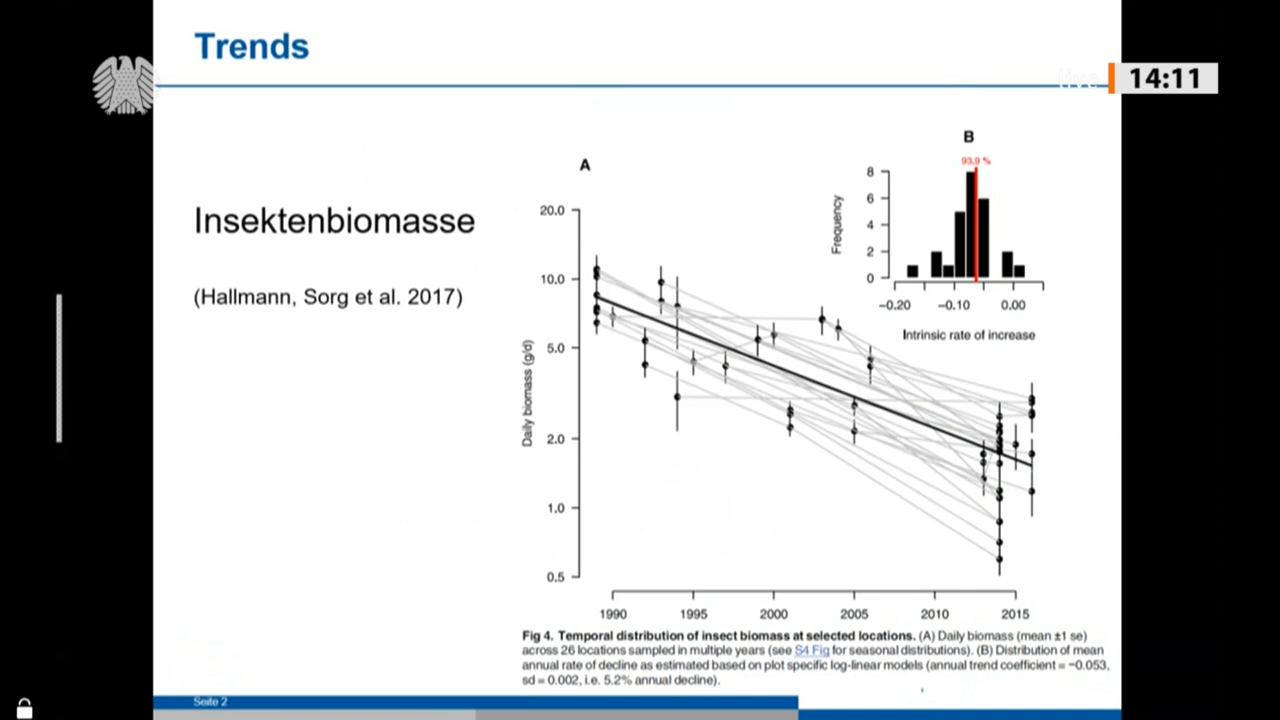 Trends
live
14:11
Insektenbiomasse
(Hallmann, Sorg et al. 2017)
A
20.0
10.0
5.0
2.0
1.0
0.5
Daily biomass (g/d)
1990
1995
2000
2005
2010
2015
B
93.9 %
8
6
4
2
0
Frequency
−0.20
−0.10
0.00
Intrinsic rate of increase
Fig 4. Temporal distribution of insect biomass at selected locations. (A) Daily biomass (mean ±1 se)
across 26 locations sampled in multiple years (see S4 Fig for seasonal distributions). (B) Distribution of mean
annual rate of decline as estimated based on plot specific log-linear models (annual trend coefficient = −0.053,
sd = 0.002, i.e. 5.2% annual decline).
Seite 2